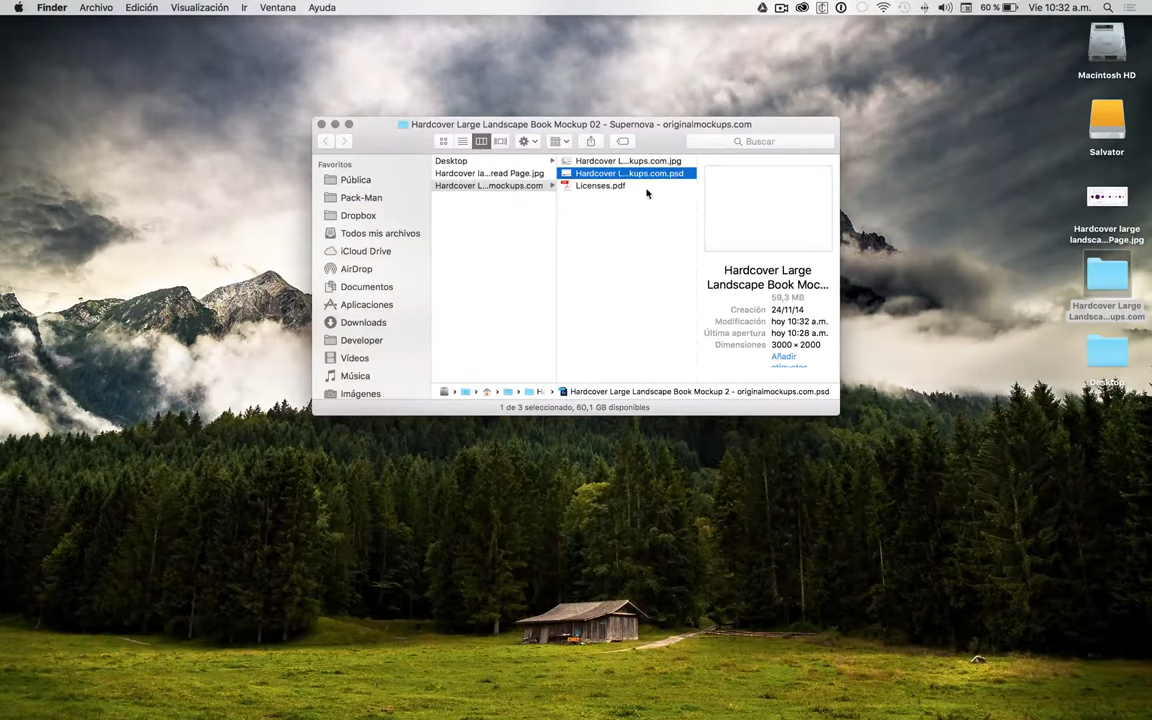 Finder Archivo Edición Visualización Ir Ventana Ayuda 60 % Vie 10:32 a.m.
Macintosh HD
Salvator
Hardcover large
landsca...Page.jpg
Hardcover Large
Landsca...ups.com
Desktop
Hardcover Large Landscape Book Mockup 02 - Supernova - originalmockups.com
Buscar
Favoritos
Pública
Pack-Man
Dropbox
Todos mis archivos
iCloud Drive
AirDrop
Documentos
Aplicaciones
Downloads
Developer
Vídeos
Música
Imágenes
Desktop
Hardcover la...read Page.jpg
Hardcover L...mockups.com
Hardcover L...kups.com.jpg
Hardcover L...kups.com.psd
Licenses.pdf
Hardcover Large
Landscape Book Moc...
59,3 MB
Creación 24/11/14
Modificación hoy 10:32 a.m.
Última apertura hoy 10:28 a.m.
Dimensiones 3000 × 2000
Añadir
etiquetas
Hardcover Large Landscape Book Mockup 2 - originalmockups.com.psd
1 de 3 seleccionado, 60,1 GB disponibles